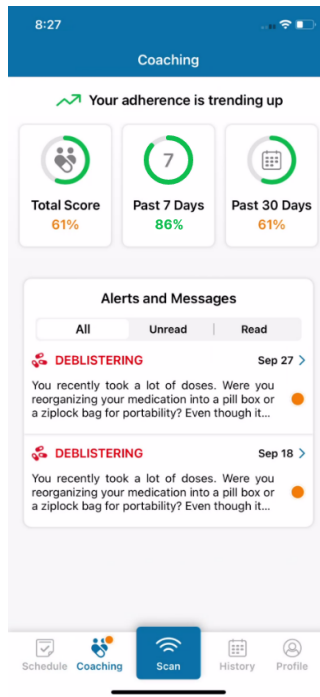 8:27
Coaching
Your adherence is trending up
7
Total Score
Past 7 Days
Past 30 Days
61%
86%
61%
Alerts and Messages
All
Unread
Read
DEBLISTERING
Sep 27
You recently took a lot of doses. Were you
reorganizing your medication into a pill box or
a ziplock bag for portability? Even though it...
DEBLISTERING
Sep 18
You recently took a lot of doses. Were you
reorganizing your medication into a pill box or
a ziplock bag for portability? Even though it...
Schedule
Coaching
Scan
History
Profile